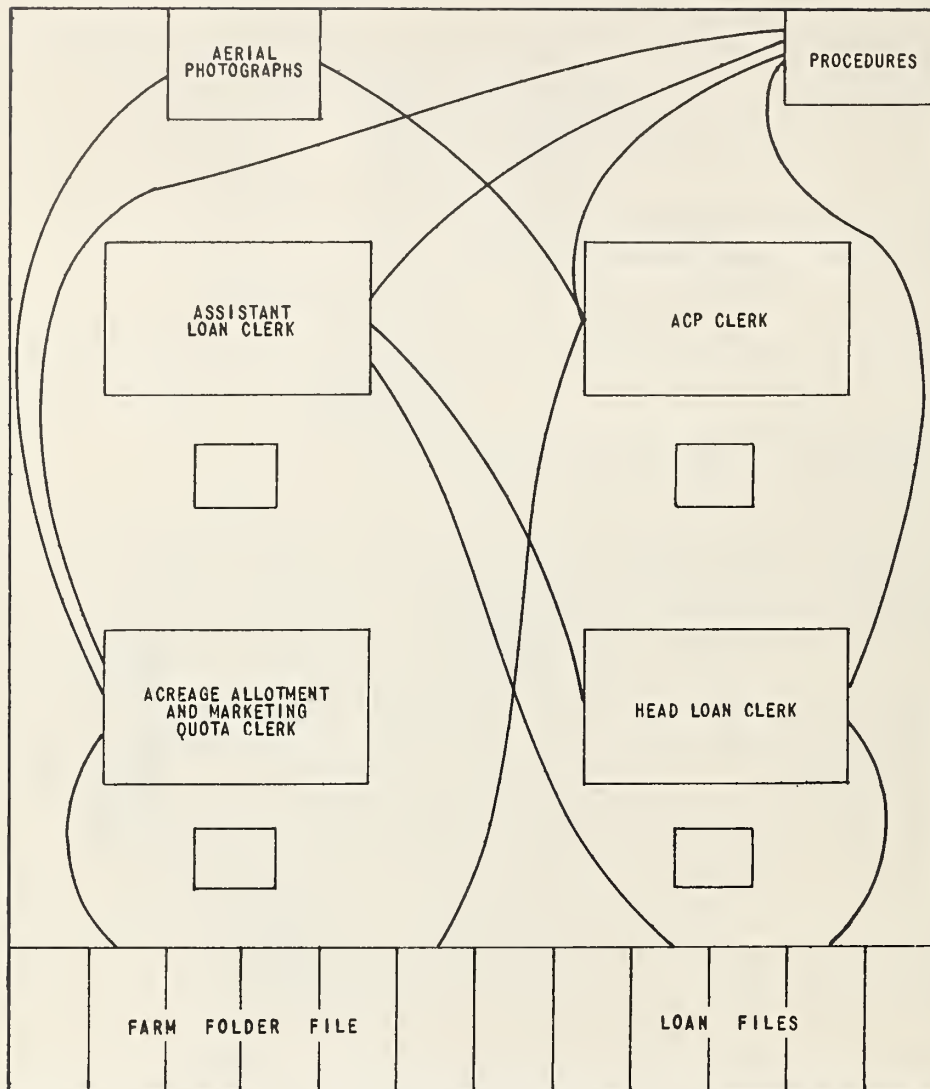 AERIAL
PHOTOGRAPHS
PROCEDURES
ASSISTANT
LOAN CLERK
ACP CLERK
ACREAGE ALLOTMENT
AND MARKETING
QUOTA CLERK
HEAD LOAN CLERK
FARM FOLDER FILE
LOAN FILES